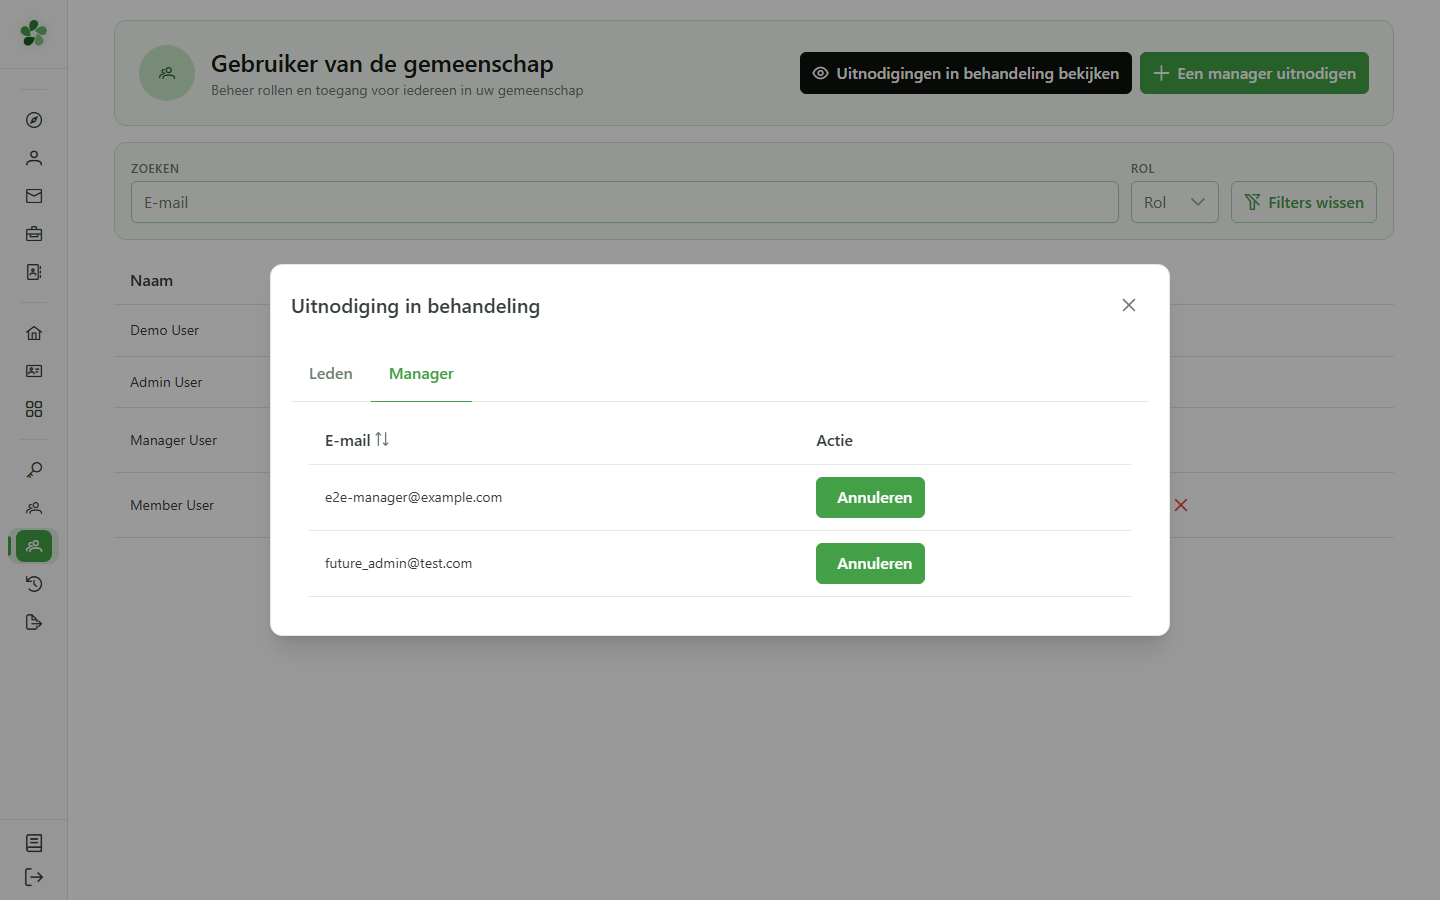 Gebruiker van de gemeenschap
Beheer rollen en toegang voor iedereen in uw gemeenschap
Uitnodigingen in behandeling bekijken
Een manager uitnodigen
ZOEKEN
ROL
E-mail
Rol
Filters wissen
Naam
Demo User
Admin User
Manager User
Member User
Uitnodiging in behandeling
Leden
Manager
E-mail
Actie
e2e-manager@example.com
Annuleren
future_admin@test.com
Annuleren